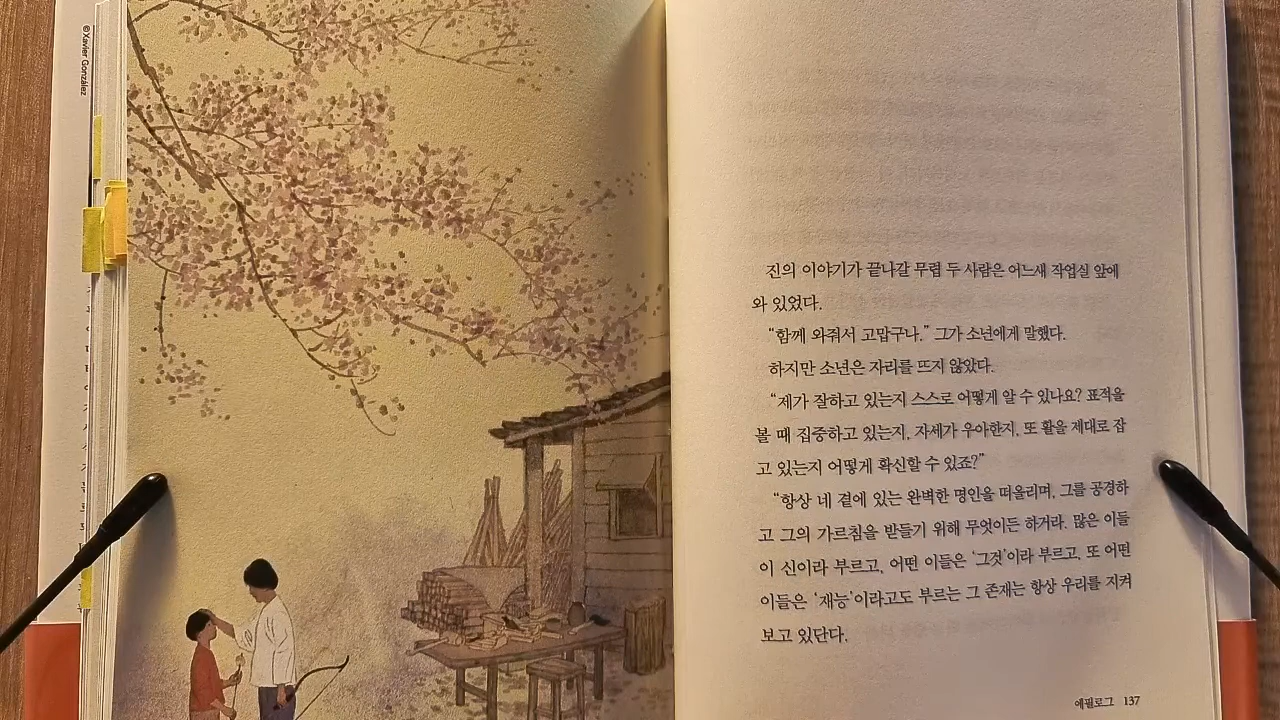 ©Xavier González
진의 이야기가 끝나갈 무렵 두 사람은 어느새 작업실 앞에
와 있었다.
“함께 와줘서 고맙구나.” 그가 소년에게 말했다.
하지만 소년은 자리를 뜨지 않았다.
“제가 잘하고 있는지 스스로 어떻게 알 수 있나요? 표적을
볼 때 집중하고 있는지, 자세가 우아한지, 또 활을 제대로 잡
고 있는지 어떻게 확신할 수 있죠?”
“항상 네 곁에 있는 완벽한 명인을 떠올리며, 그를 공경하
고 그의 가르침을 받들기 위해 무엇이든 하거라. 많은 이들
이 신이라 부르고, 어떤 이들은 ‘그것’이라 부르고, 또 어떤
이들은 ‘재능’이라고도 부르는 그 존재는 항상 우리를 지켜
보고 있단다.
에필로그 137